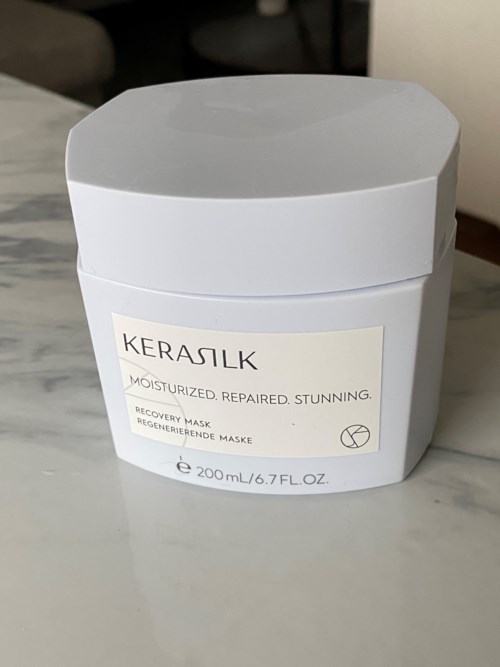 KERASILK
MOISTURIZED. REPAIRED. STUNNING.
RECOVERY MASK
REGENERIERENDE MASKE
℮ 200 mL/6.7 FL.OZ.